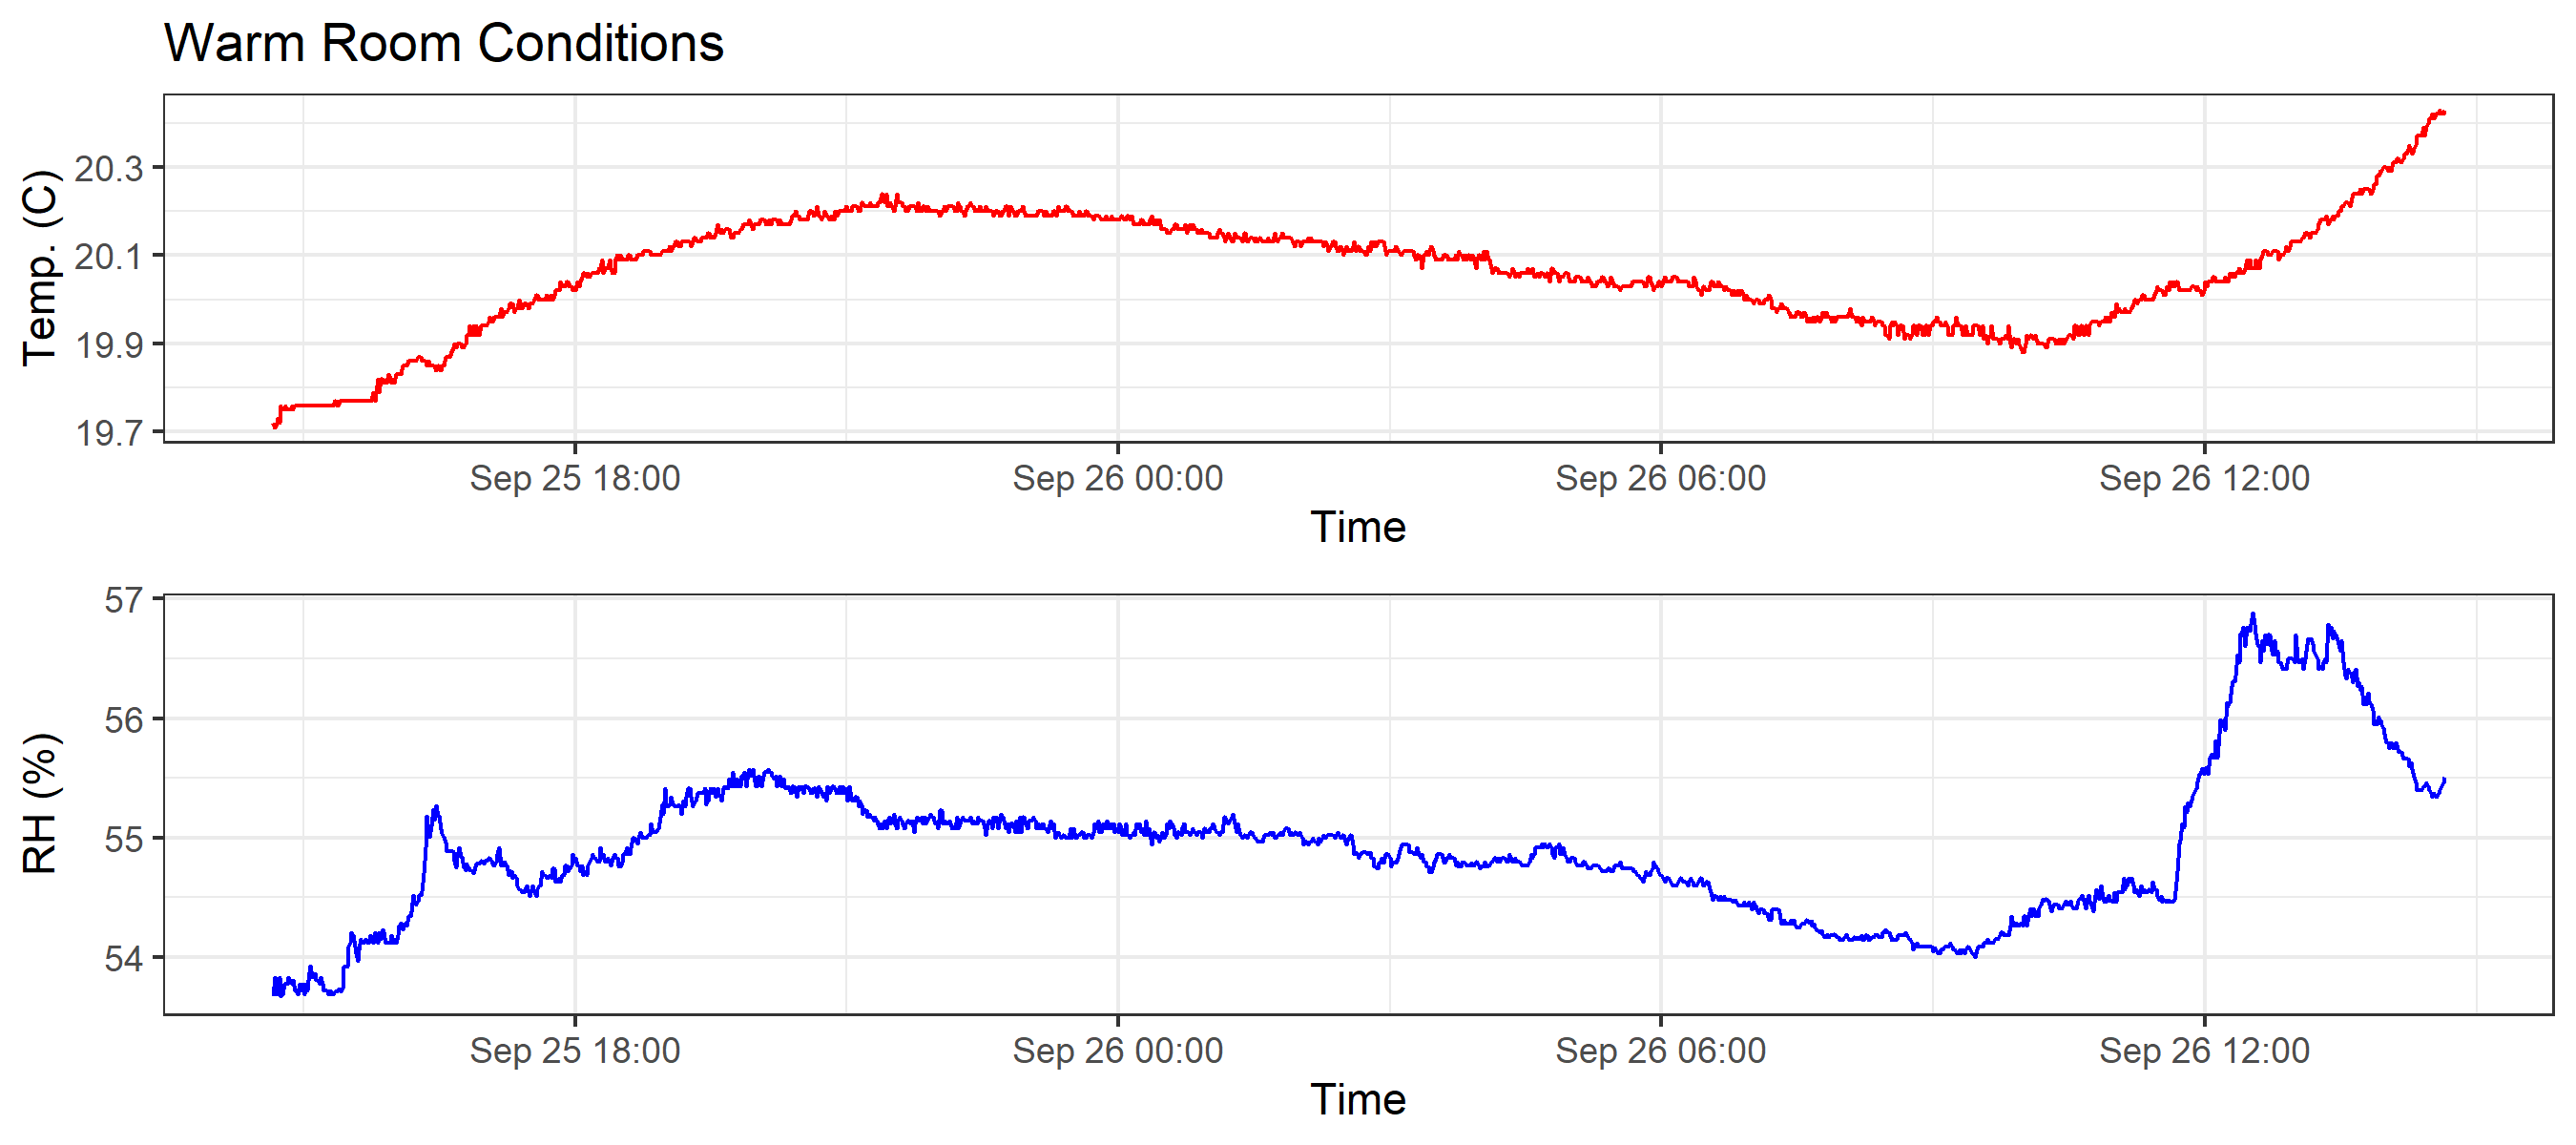 Warm Room Conditions
Temp. (C)
20.3
20.1
19.9
19.7
Sep 25 18:00 Sep 26 00:00 Sep 26 06:00 Sep 26 12:00
Time
RH (%)
57
56
55
54
Sep 25 18:00 Sep 26 00:00 Sep 26 06:00 Sep 26 12:00
Time